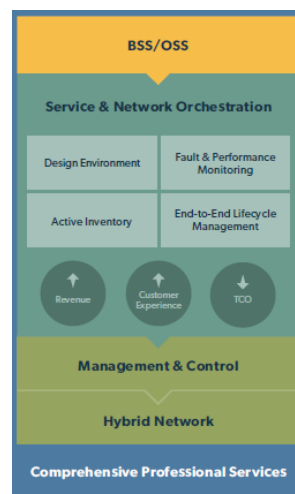 BSS/OSS
Service & Network Orchestration
Design Environment
Fault & Performance
Monitoring
Active Inventory
End-to-End Lifecycle
Management
Revenue
Customer
Experience
TCO
Management & Control
Hybrid Network
Comprehensive Professional Services